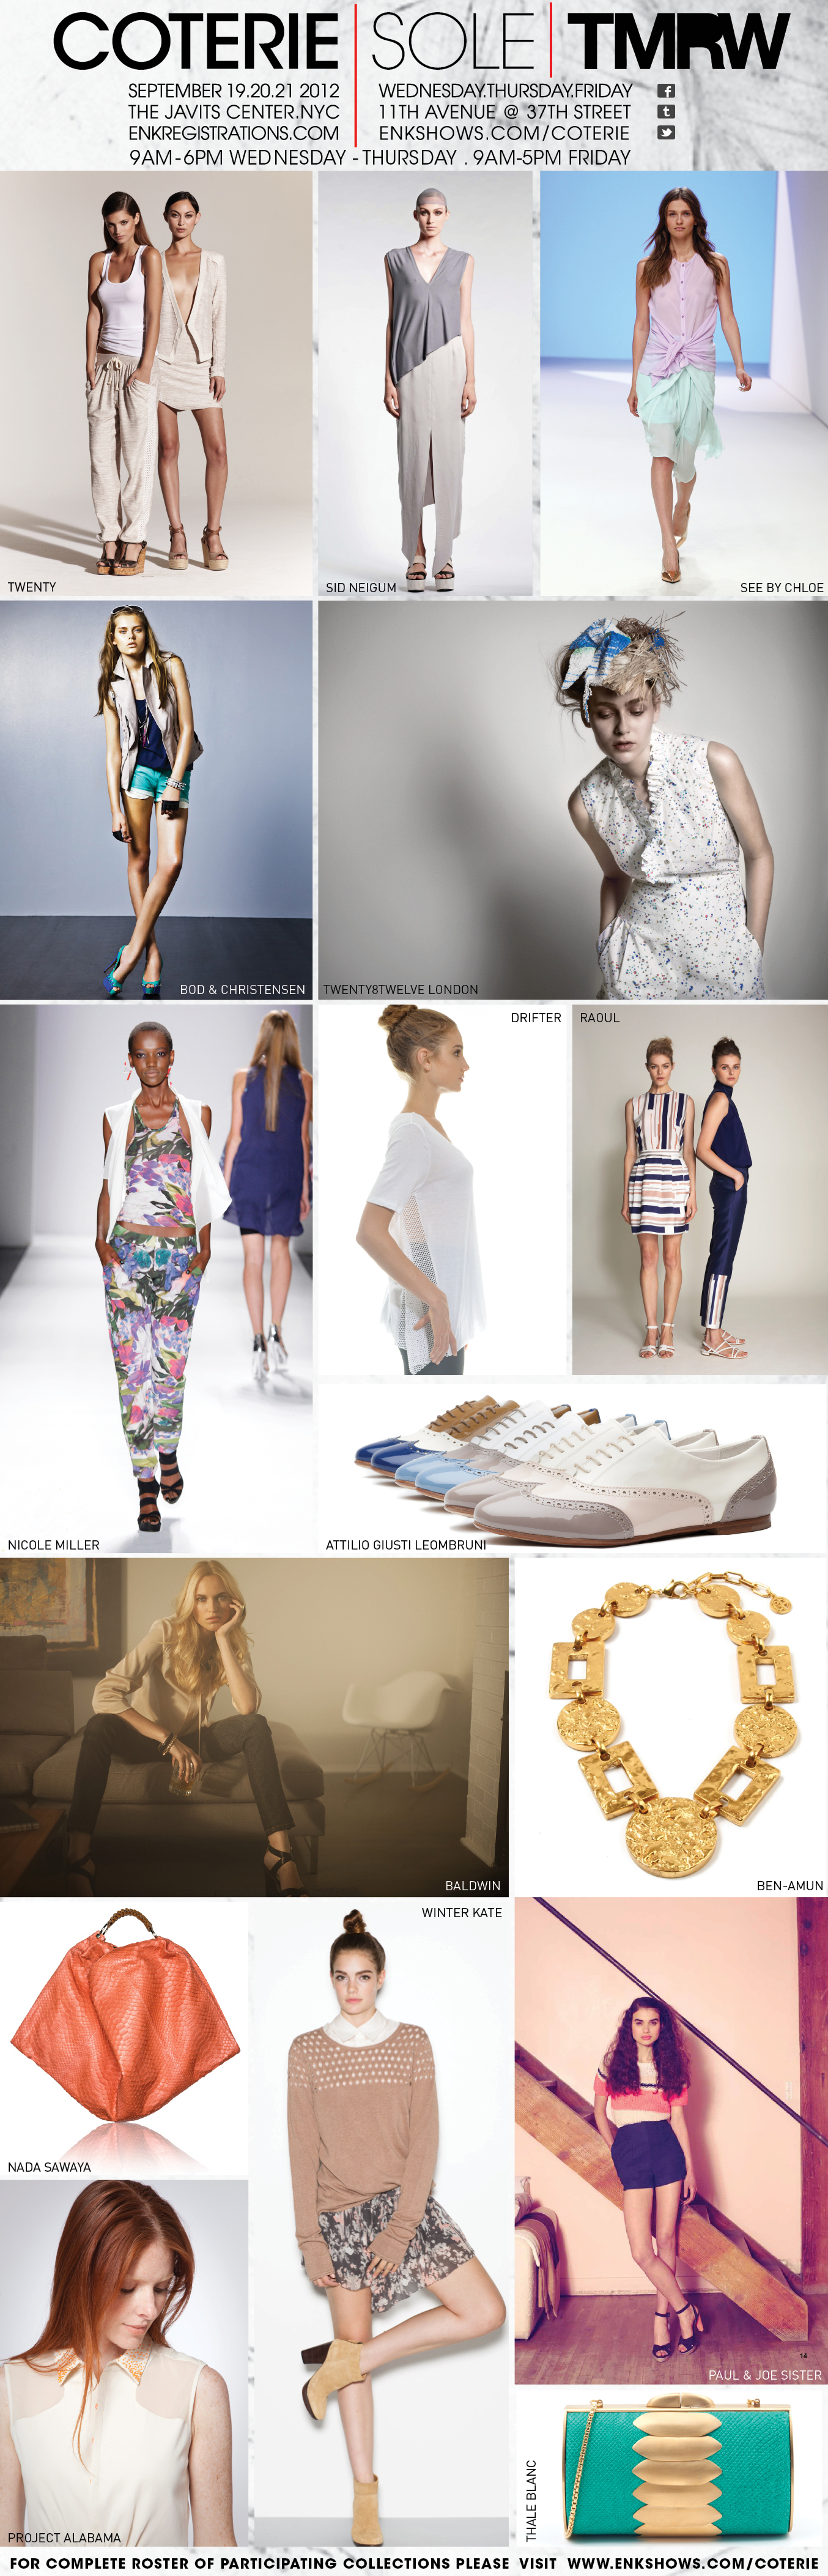 COTERIE | SOLE | TMRW
SEPTEMBER 19.20.21 2012
THE JAVITS CENTER.NYC
ENKREGISTRATIONS.COM
WEDNESDAY.THURSDAY.FRIDAY
11TH AVENUE @ 37TH STREET
ENKSHOWS.COM/COTERIE
9AM-6PM WEDNESDAY - THURSDAY . 9AM-5PM FRIDAY
TWENTY
SID NEIGUM
SEE BY CHLOE
BOD & CHRISTENSEN
TWENTY8TWELVE LONDON
DRIFTER
RAOUL
NICOLE MILLER
ATTILIO GIUSTI LEOMBRUNI
BALDWIN
BEN-AMUN
WINTER KATE
NADA SAWAYA
14
PAUL & JOE SISTER
THALE BLANC
PROJECT ALABAMA
FOR COMPLETE ROSTER OF PARTICIPATING COLLECTIONS PLEASE VISIT WWW.ENKSHOWS.COM/COTERIE